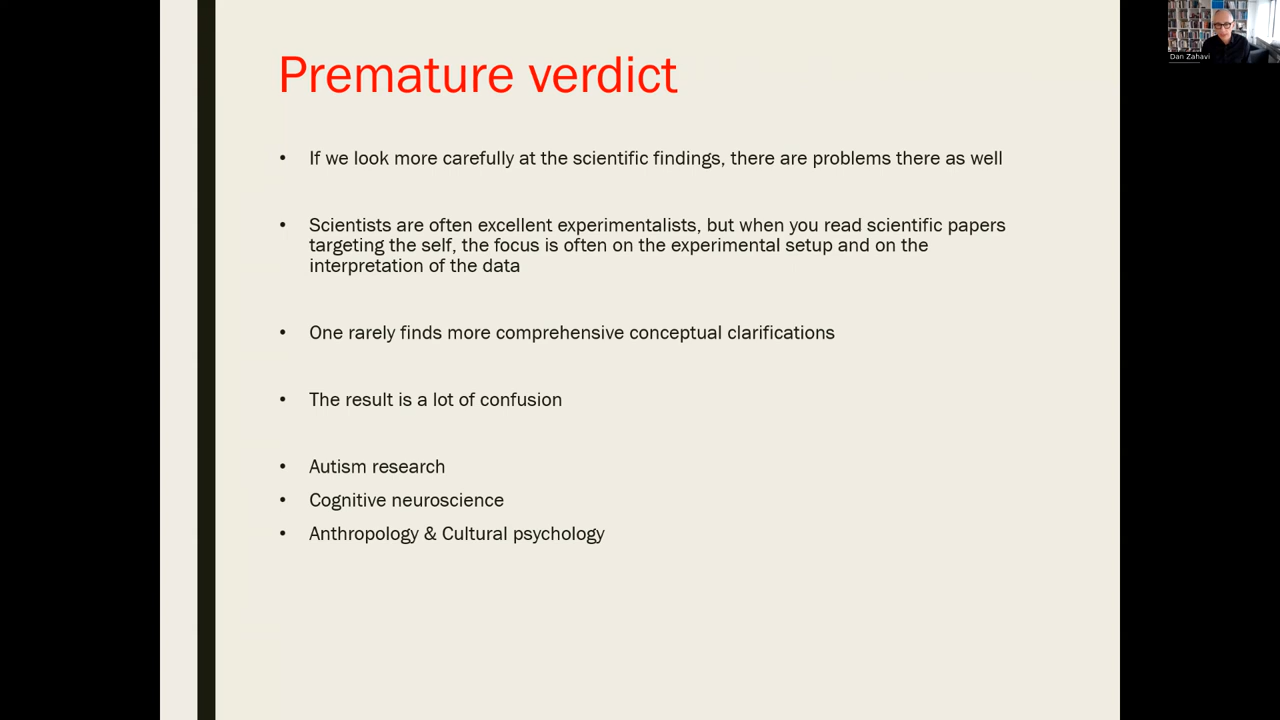 Premature verdict
Dan Zahavi
• If we look more carefully at the scientific findings, there are problems there as well
• Scientists are often excellent experimentalists, but when you read scientific papers
targeting the self, the focus is often on the experimental setup and on the
interpretation of the data
• One rarely finds more comprehensive conceptual clarifications
• The result is a lot of confusion
• Autism research
• Cognitive neuroscience
• Anthropology & Cultural psychology